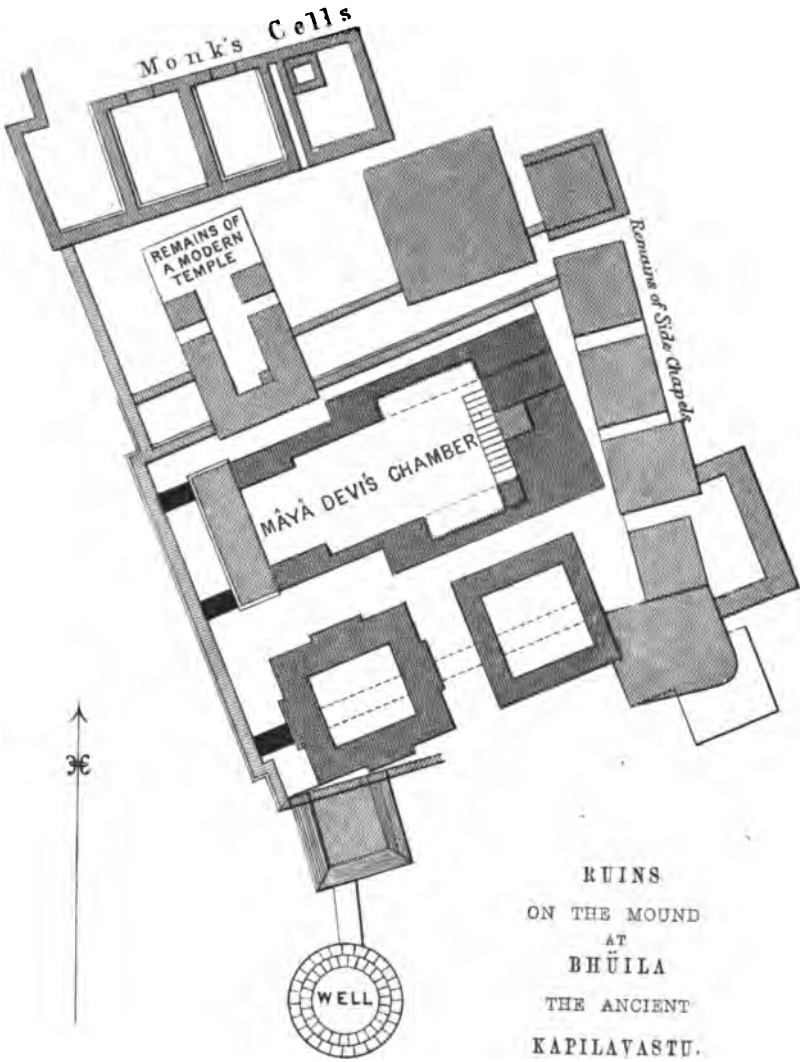 Monk's Cells
REMAINS OF
A MODERN
TEMPLE
Remains of Side Chapels
MÂYÂ DEVI'S CHAMBER
WELL
RUINS
ON THE MOUND
AT
BHÜILA
THE ANCIENT
KAPILAVASTU.